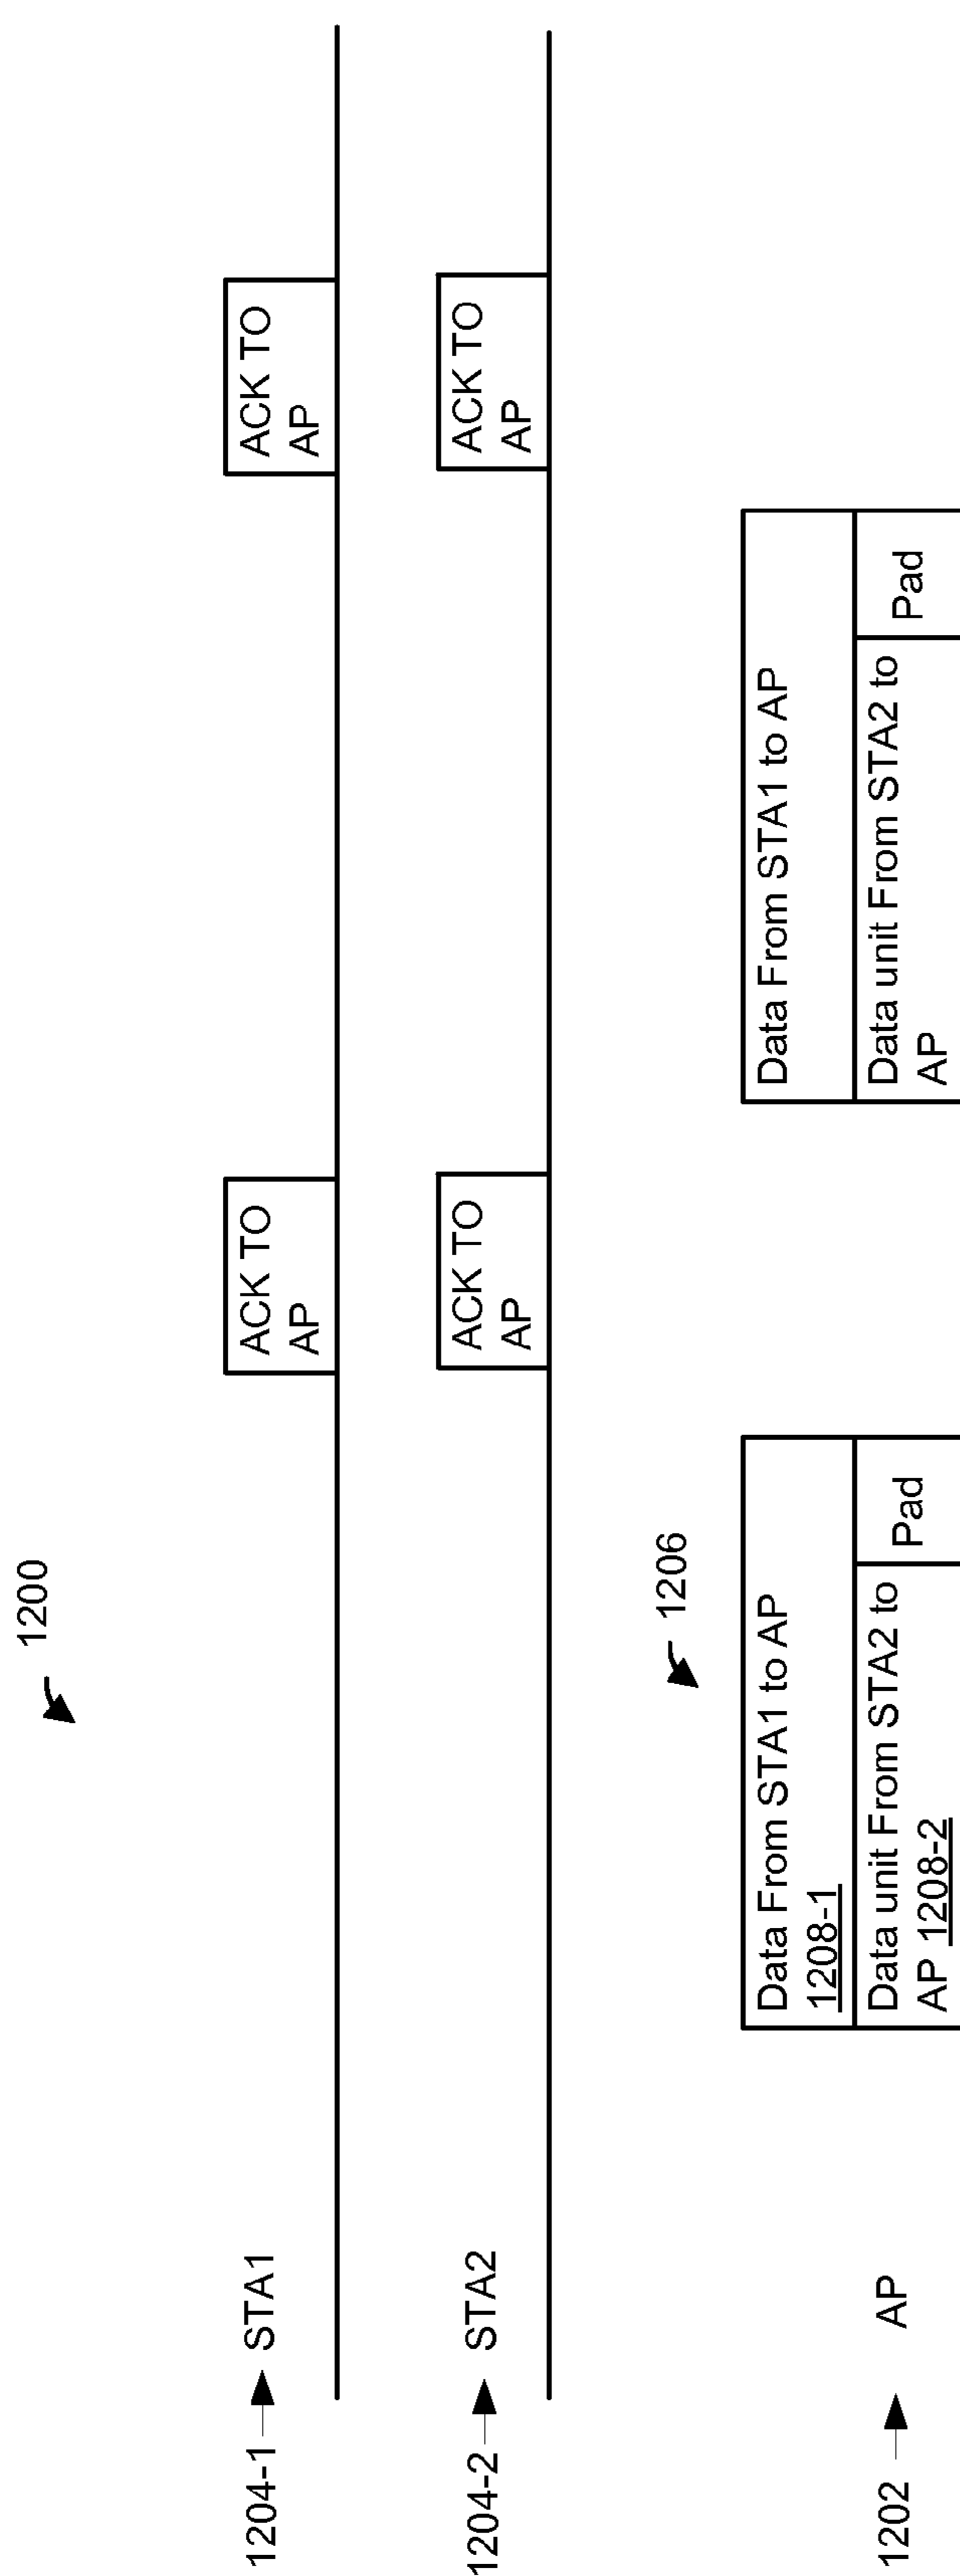 1200
1204-1
STA1
ACK TO
AP
ACK TO
AP
1204-2
STA2
ACK TO
AP
ACK TO
AP
1206
1202
AP
Data From STA1 to AP
1208-1
Data unit From STA2 to
AP 1208-2
Pad
Data From STA1 to AP
Data unit From STA2 to
AP
Pad